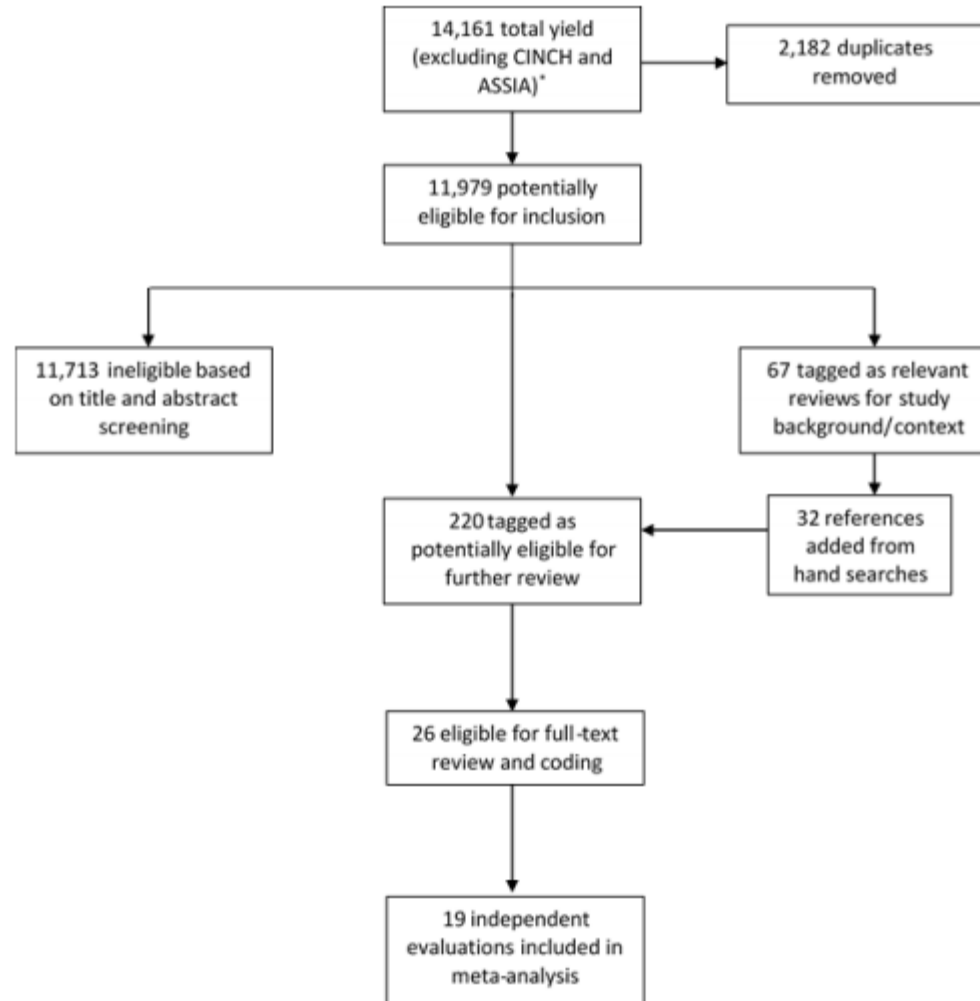 14,161 total yield
(excluding CINCH and
ASSIA)*
2,182 duplicates
removed
11,979 potentially
eligible for inclusion
11,713 ineligible based
on title and abstract
screening
67 tagged as relevant
reviews for study
background/context
220 tagged as
potentially eligible for
further review
32 references
added from
hand searches
26 eligible for full-text
review and coding
19 independent
evaluations included in
meta-analysis